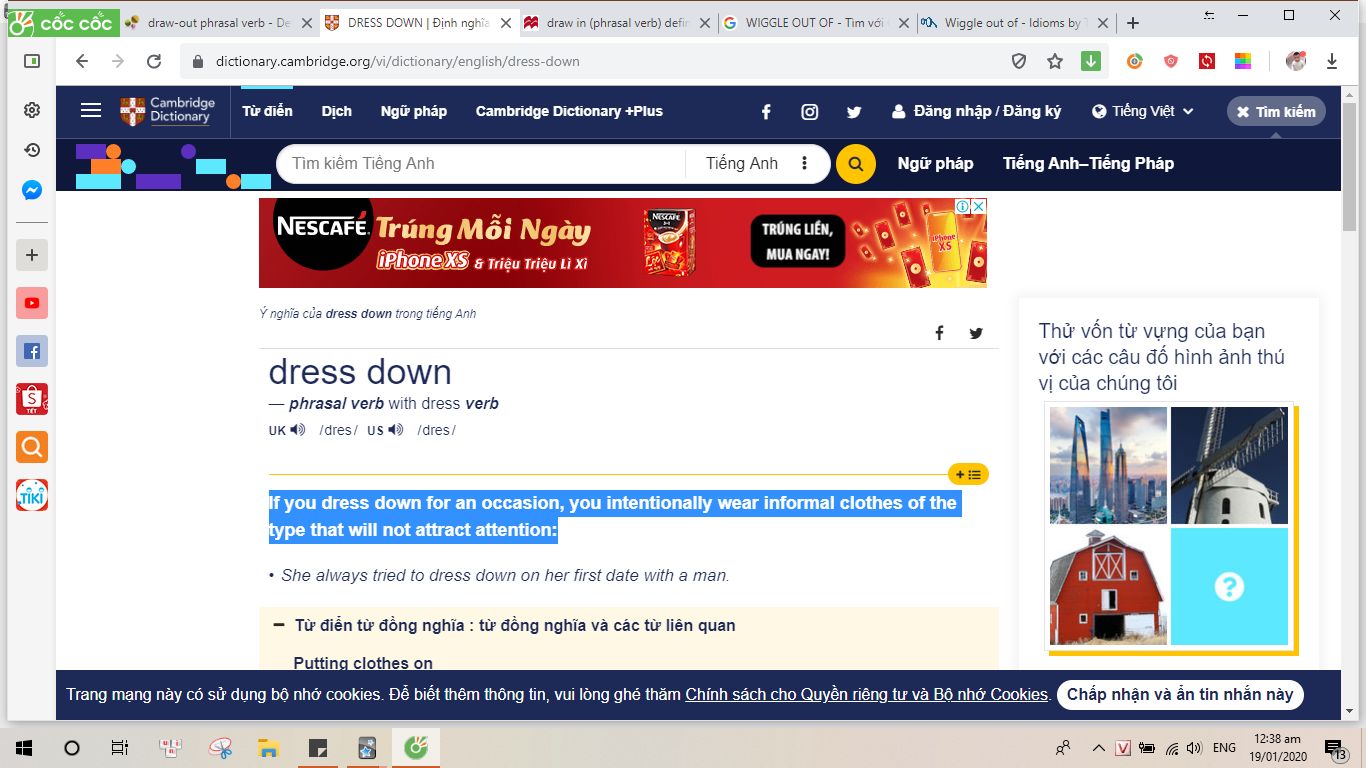 cốc cốc
draw-out phrasal verb - De
DRESS DOWN | Định nghĩa
draw in (phrasal verb) defin
WIGGLE OUT OF - Tìm với
Wiggle out of - Idioms by T
dictionary.cambridge.org/vi/dictionary/english/dress-down
Cambridge
Dictionary
Từ điển
Dịch
Ngữ pháp
Cambridge Dictionary +Plus
Đăng nhập / Đăng ký
Tiếng Việt
Tìm kiếm
Tìm kiếm Tiếng Anh
Tiếng Anh
Ngữ pháp
Tiếng Anh–Tiếng Pháp
NESCAFÉ.
Trúng Mỗi Ngày
iPhone XS & Triệu Triệu Lì Xì
NESCAFÉ
TRÚNG LIỀN,
MUA NGAY!
iPhone
XS
Ý nghĩa của dress down trong tiếng Anh
dress down
— phrasal verb with dress verb
UK /dres/ US /dres/
If you dress down for an occasion, you intentionally wear informal clothes of the
type that will not attract attention:
• She always tried to dress down on her first date with a man.
Từ điển từ đồng nghĩa : từ đồng nghĩa và các từ liên quan
Putting clothes on
Thử vốn từ vựng của bạn
với các câu đố hình ảnh thú
vị của chúng tôi
?
S
TẾT
TIKI
Trang mạng này có sử dụng bộ nhớ cookies. Để biết thêm thông tin, vui lòng ghé thăm Chính sách cho Quyền riêng tư và Bộ nhớ Cookies.
Chấp nhận và ẩn tin nhắn này
V
ENG
12:38 am
19/01/2020
13